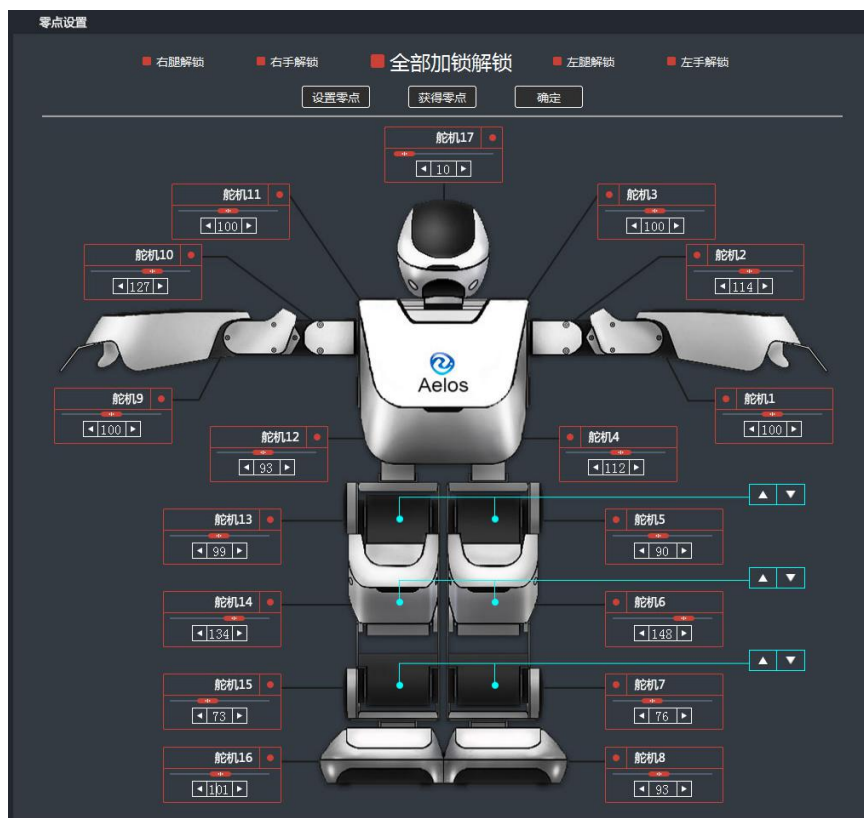 零点设置
右腿解锁
右手解锁
全部加锁解锁
左腿解锁
左手解锁
设置零点
获得零点
确定
舵机17
10
舵机11
100
舵机3
100
舵机10
127
舵机2
114
Aelos
舵机9
100
舵机1
100
舵机12
93
舵机4
112
舵机13
99
舵机5
90
舵机14
134
舵机6
148
舵机15
73
舵机7
76
舵机16
101
舵机8
93